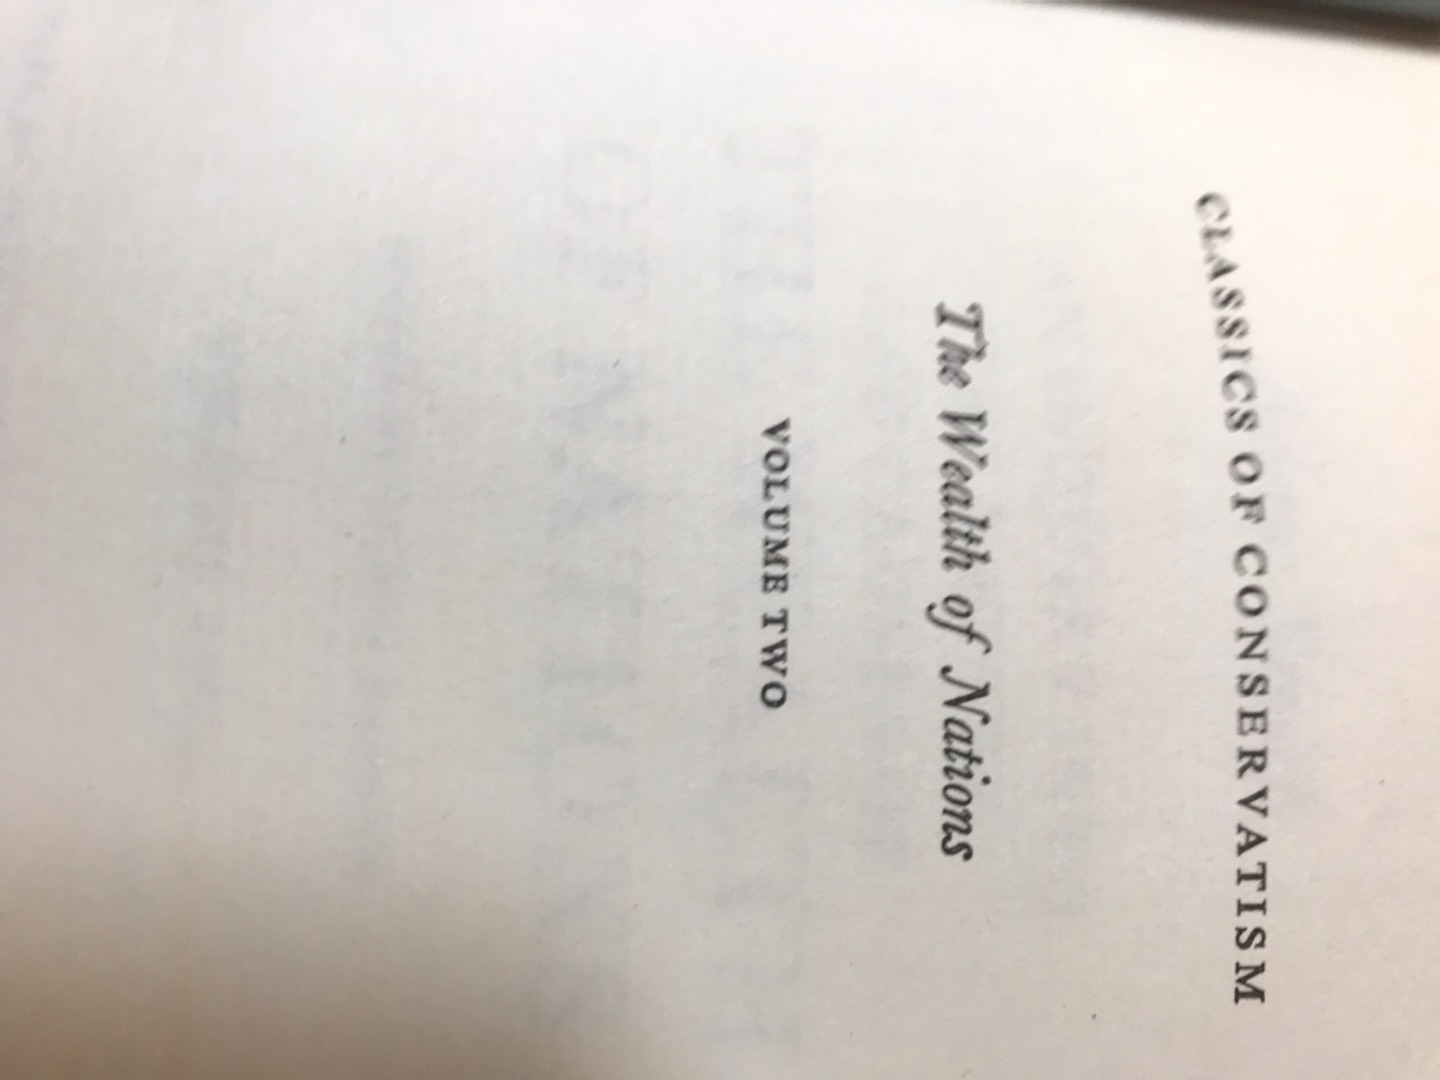 CLASSICS OF CONSERVATISM
The Wealth of Nations
VOLUME TWO